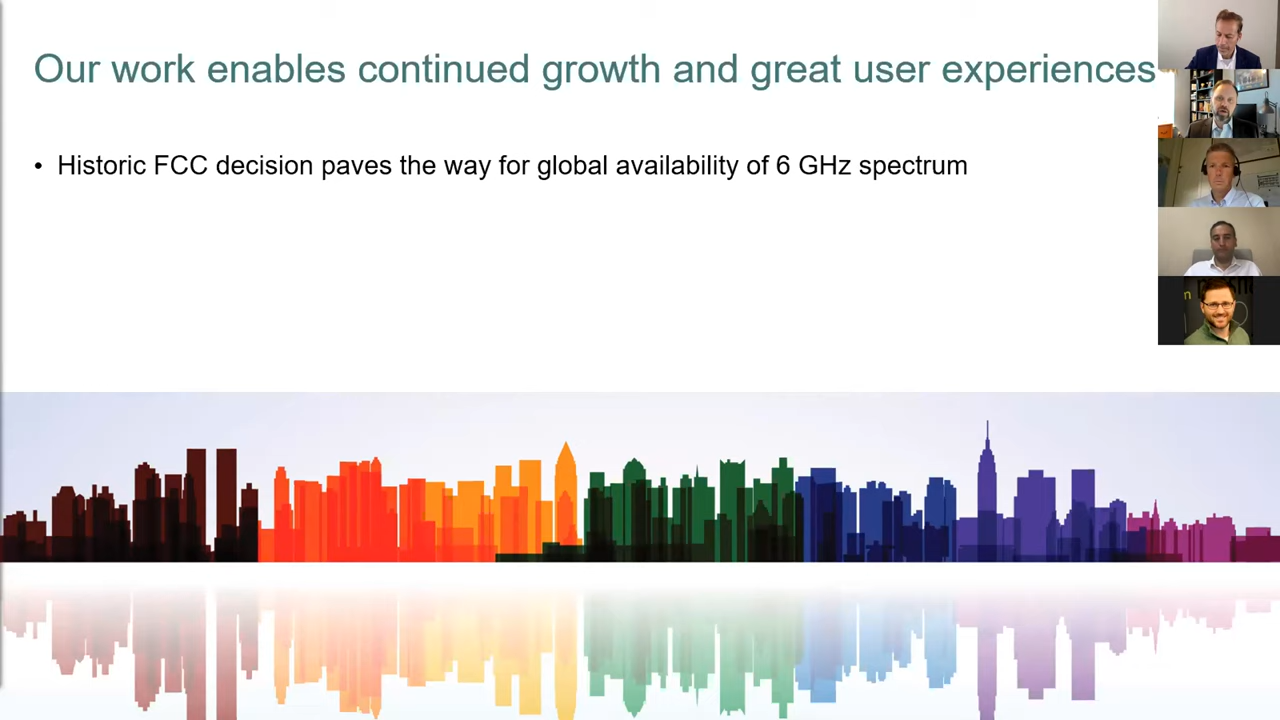 Our work enables continued growth and great user experiences
• Historic FCC decision paves the way for global availability of 6 GHz spectrum